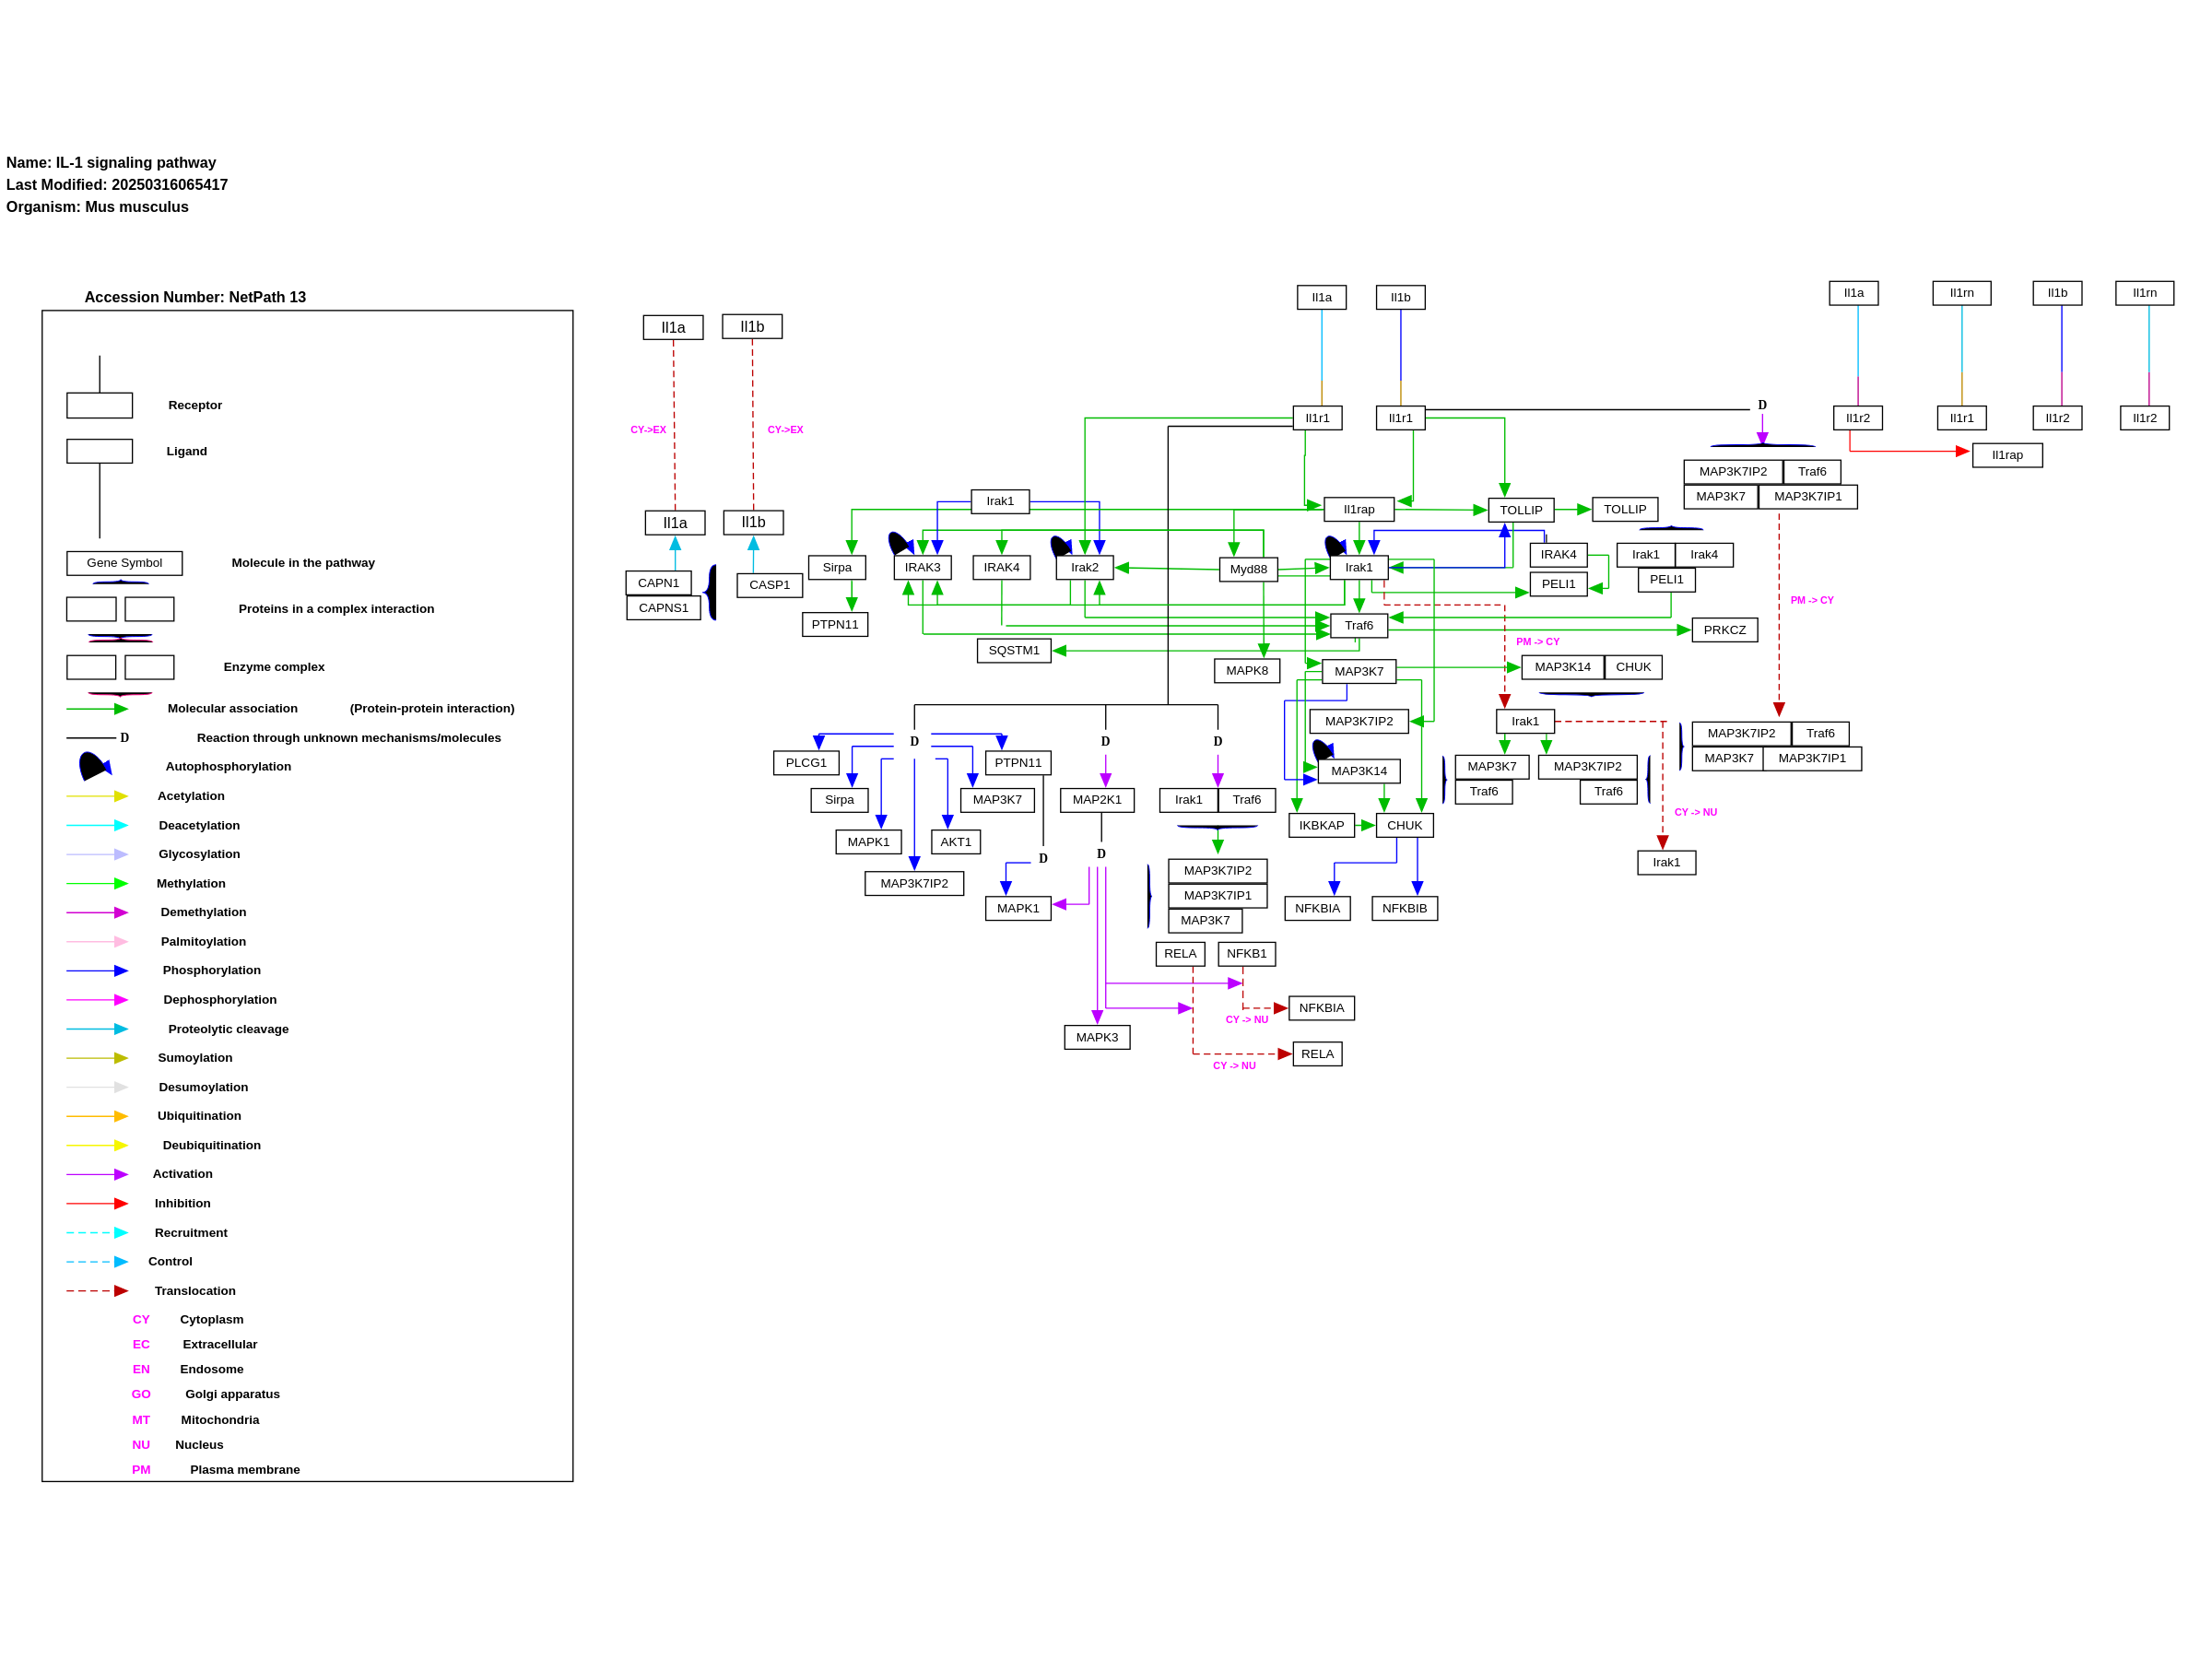 Name: IL-1 signaling pathway
Last Modified: 20250316065417
Organism: Mus musculus
Accession Number: NetPath 13
Receptor
Ligand
Gene Symbol Molecule in the pathway
Proteins in a complex interaction
Enzyme complex
Molecular association (Protein-protein interaction)
D Reaction through unknown mechanisms/molecules
Autophosphorylation
Acetylation
Deacetylation
Glycosylation
Methylation
Demethylation
Palmitoylation
Phosphorylation
Dephosphorylation
Proteolytic cleavage
Sumoylation
Desumoylation
Ubiquitination
Deubiquitination
Activation
Inhibition
Recruitment
Control
Translocation
CY Cytoplasm
EC Extracellular
EN Endosome
GO Golgi apparatus
MT Mitochondria
NU Nucleus
PM Plasma membrane
Il1a Il1b
CY->EX CY->EX
Il1a Il1b
CAPN1 CASP1
CAPNS1
Il1a Il1b
Il1r1 Il1r1 D
Il1a Il1rn Il1b Il1rn
Il1r2 Il1r1 Il1r2 Il1r2
Il1rap
MAP3K7IP2 Traf6
MAP3K7 MAP3K7IP1
Irak1 Il1rap TOLLIP TOLLIP
IRAK4 Irak1 Irak4
Sirpa IRAK3 IRAK4 Irak2 Myd88 Irak1
PELI1 PELI1
PM -> CY
PTPN11 Traf6 PRKCZ
PM -> CY
SQSTM1
MAPK8 MAP3K7 MAP3K14 CHUK
MAP3K7IP2 Irak1
MAP3K7IP2 Traf6
MAP3K7 MAP3K7IP1
D D D
PLCG1 PTPN11 MAP3K14 MAP3K7 MAP3K7IP2
Traf6 Traf6
Sirpa MAP3K7 MAP2K1 Irak1 Traf6
CY -> NU
IKBKAP CHUK
MAPK1 AKT1
D D
Irak1
MAP3K7IP2
MAP3K7IP2
MAP3K7IP1
MAPK1 NFKBIA NFKBIB
MAP3K7
RELA NFKB1
NFKBIA
CY -> NU
MAPK3
RELA
CY -> NU